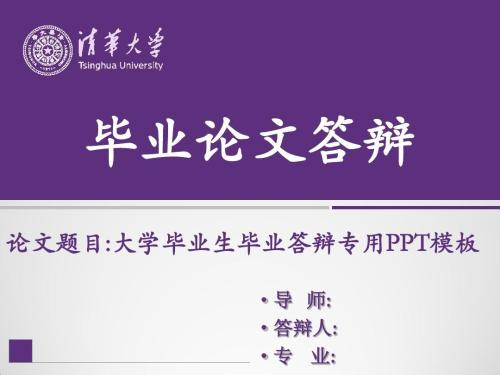 清華大学
Tsinghua University
毕业论文答辩
论文题目:大学毕业生毕业答辩专用PPT模板
• 导 师:
• 答辩人:
• 专 业: